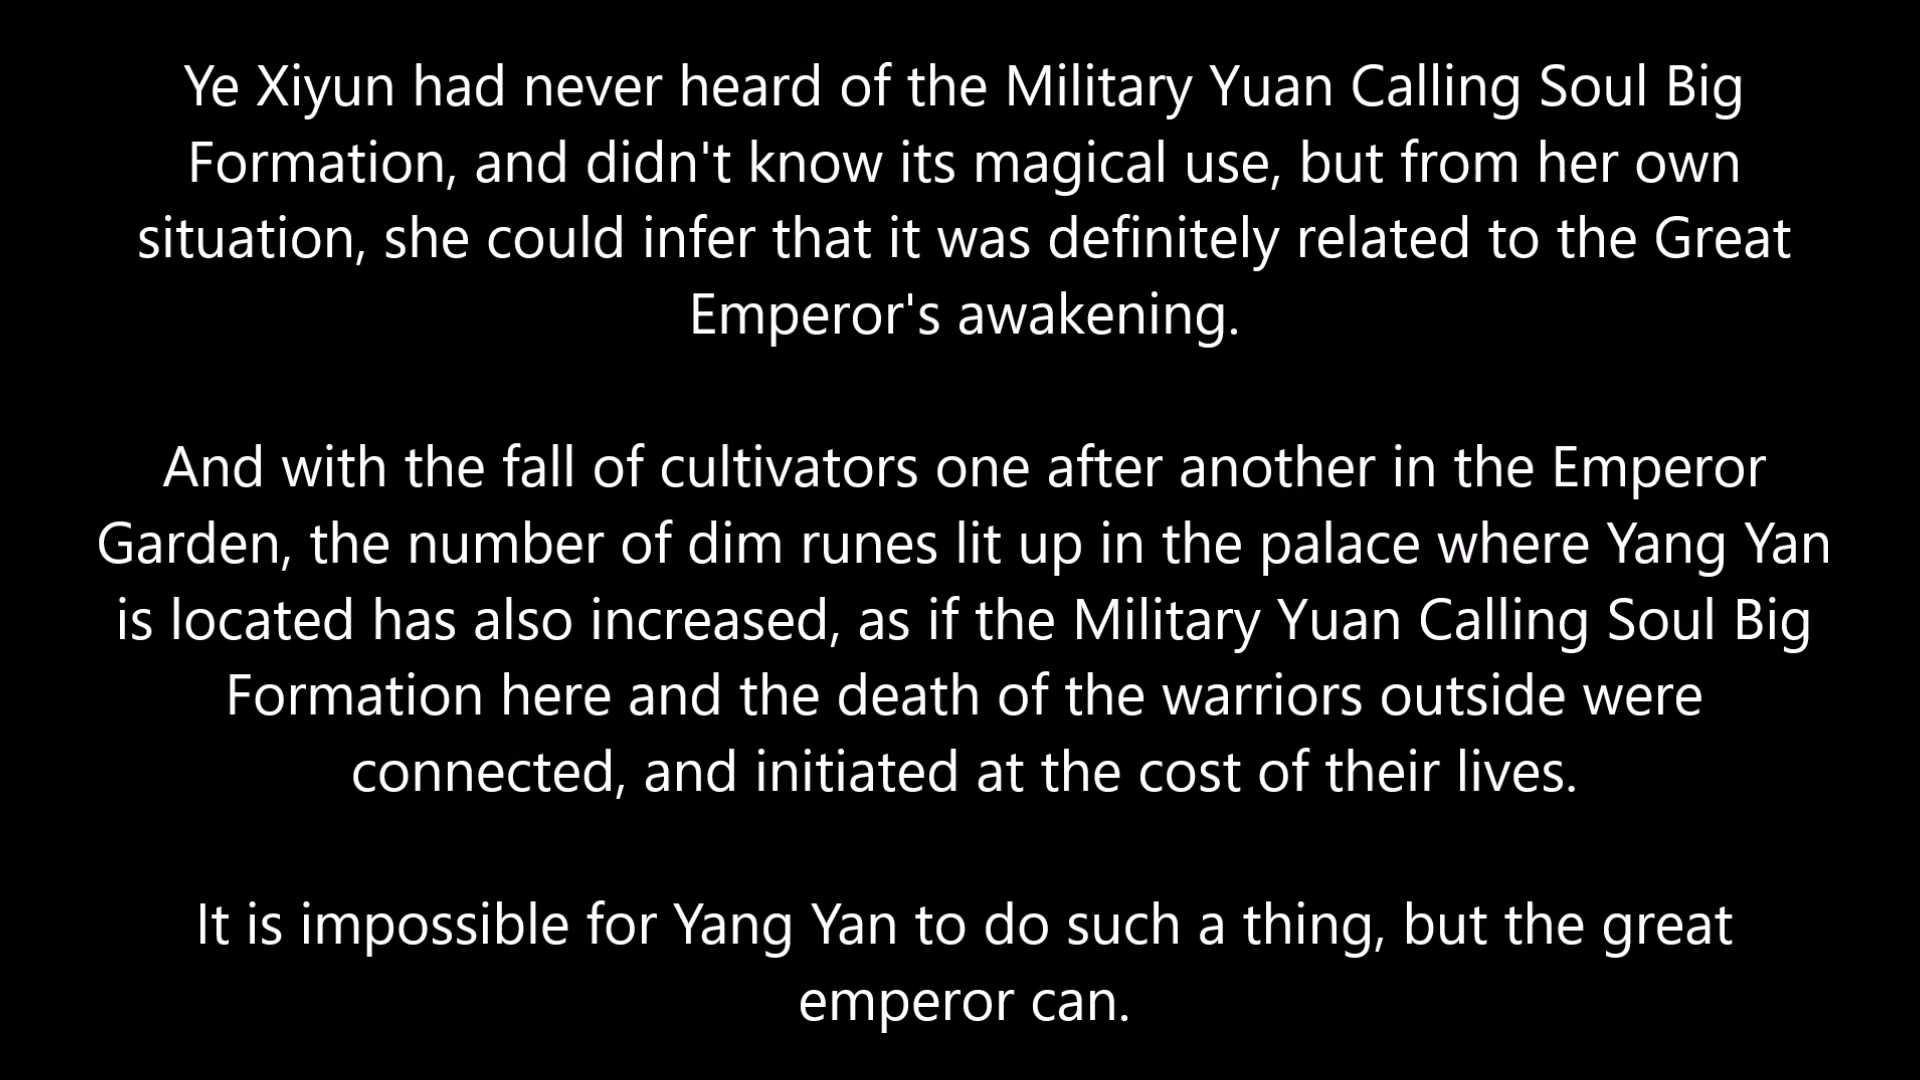 Ye Xiyun had never heard of the Military Yuan Calling Soul Big
Formation, and didn't know its magical use, but from her own
situation, she could infer that it was definitely related to the Great
Emperor's awakening.
And with the fall of cultivators one after another in the Emperor
Garden, the number of dim runes lit up in the palace where Yang Yan
is located has also increased, as if the Military Yuan Calling Soul Big
Formation here and the death of the warriors outside were
connected, and initiated at the cost of their lives.
It is impossible for Yang Yan to do such a thing, but the great
emperor can.